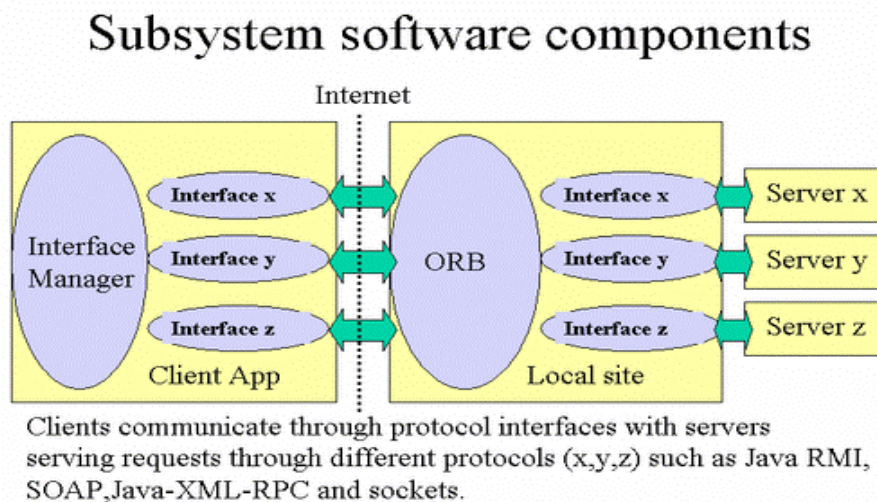 Subsystem software components
Internet
Interface x
Interface x
Server x
Interface
Manager
Interface y
ORB
Interface y
Server y
Interface z
Interface z
Server z
Client App
Local site
Clients communicate through protocol interfaces with servers
serving requests through different protocols (x,y,z) such as Java RMI,
SOAP,Java-XML-RPC and sockets.